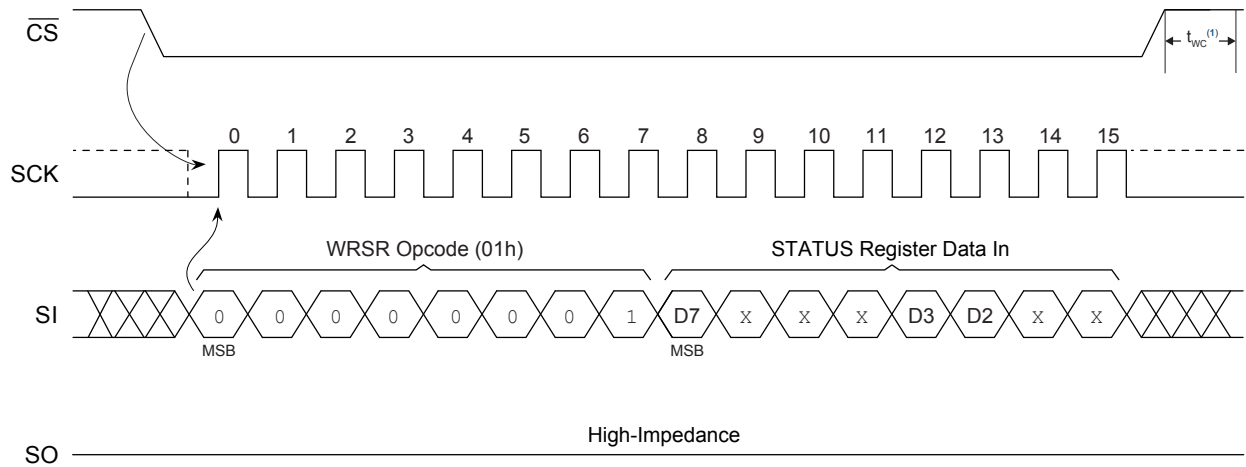 CS
tWC(1)
0 1 2 3 4 5 6 7 8 9 10 11 12 13 14 15
SCK
WRSR Opcode (01h) STATUS Register Data In
SI 0 0 0 0 0 0 0 1 D7 X X X D3 D2 X X
MSB MSB
High-Impedance
SO